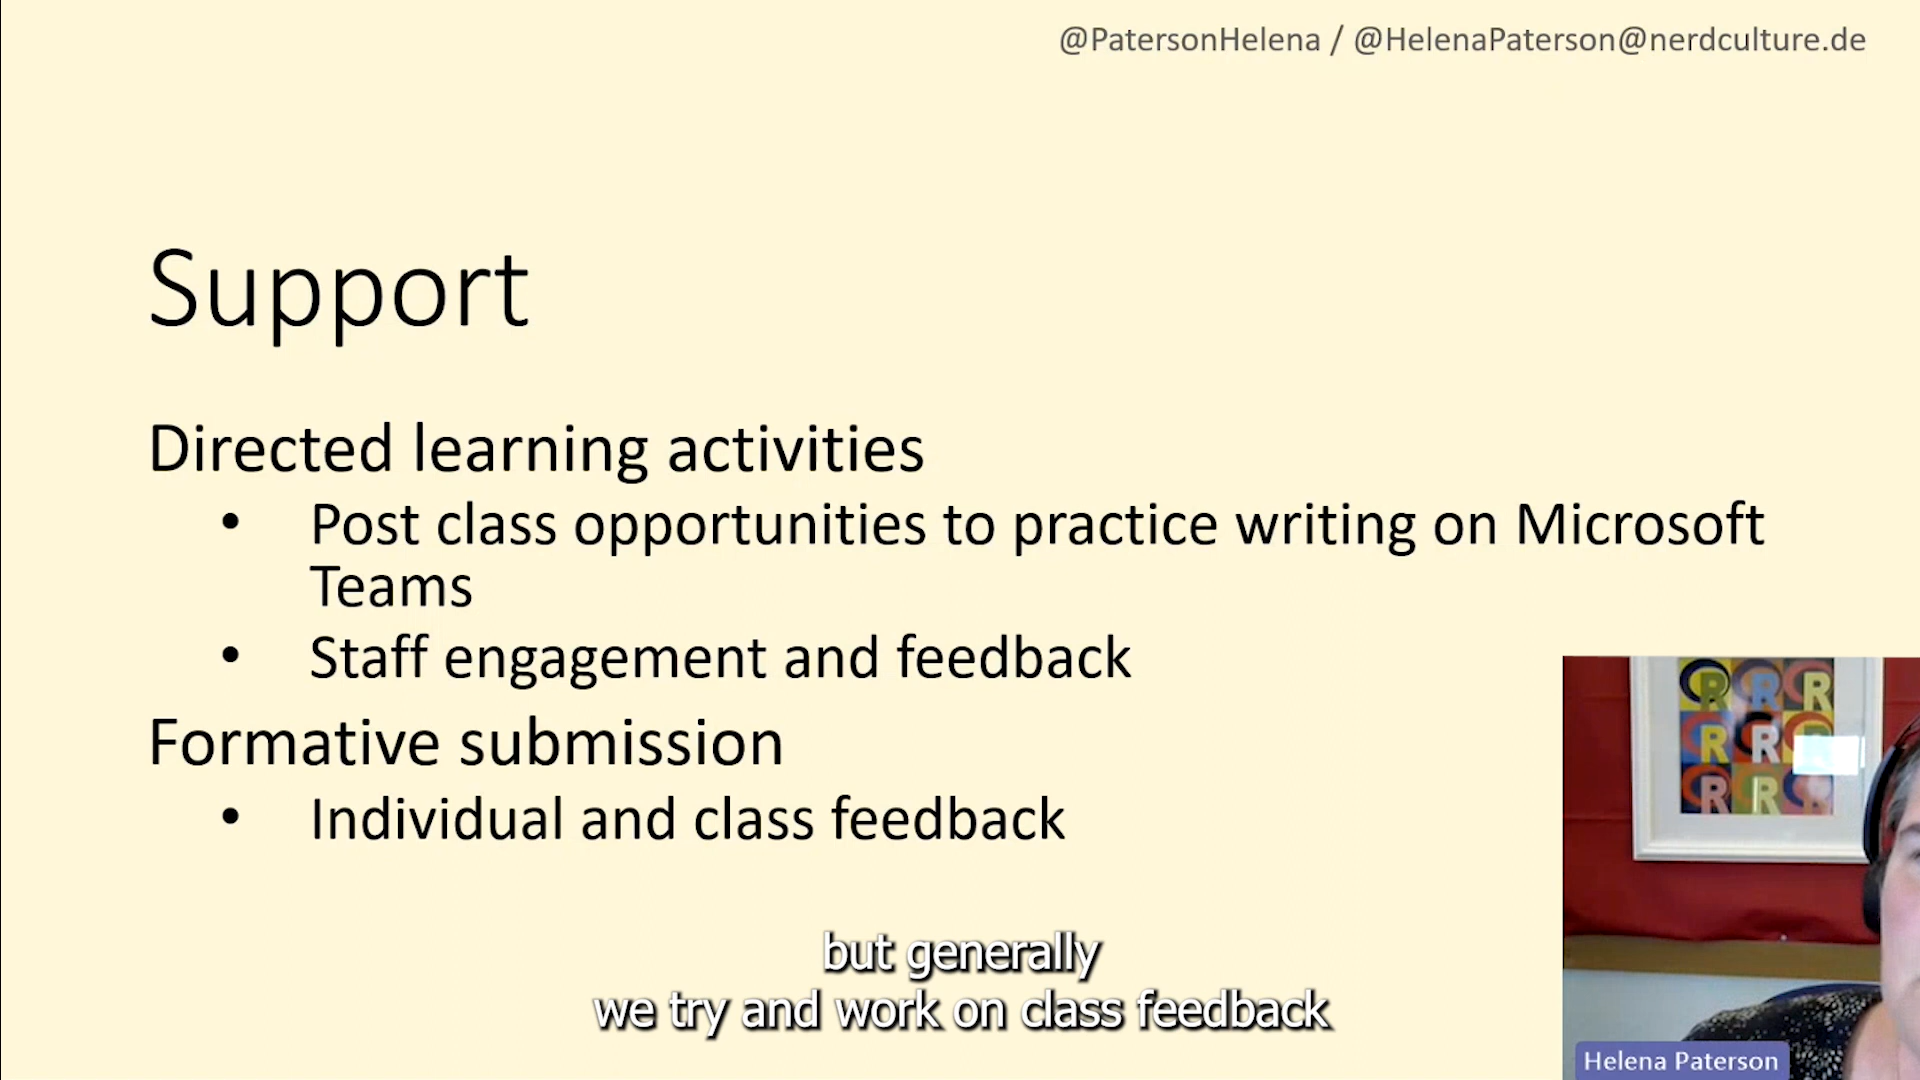 @PatersonHelena / @HelenaPaterson@nerdculture.de
Support
Directed learning activities
• Post class opportunities to practice writing on Microsoft
Teams
• Staff engagement and feedback
Formative submission
• Individual and class feedback
R R R
R R R
R R R
but generally
we try and work on class feedback
Helena Paterson